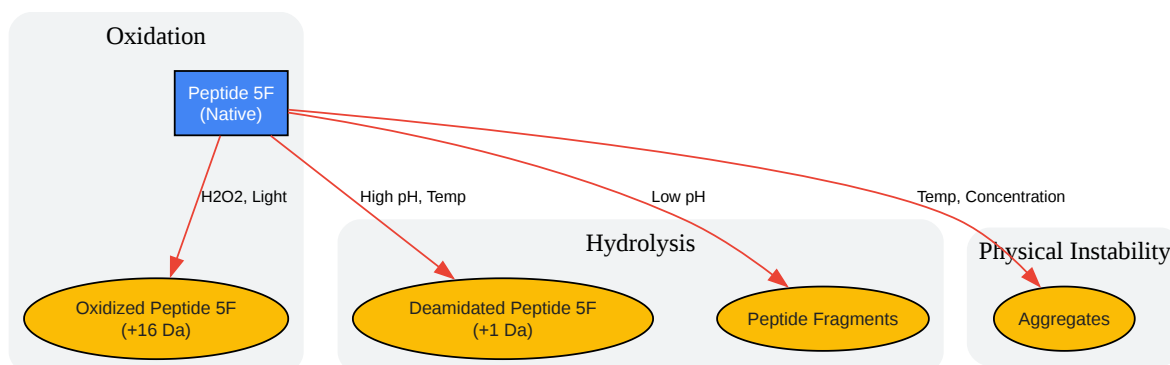 Oxidation
Peptide 5F
(Native)
H2O2, Light
High pH, Temp
Low pH
Temp, Concentration
Hydrolysis
Physical Instability
Oxidized Peptide 5F
(+16 Da)
Deamidated Peptide 5F
(+1 Da)
Peptide Fragments
Aggregates